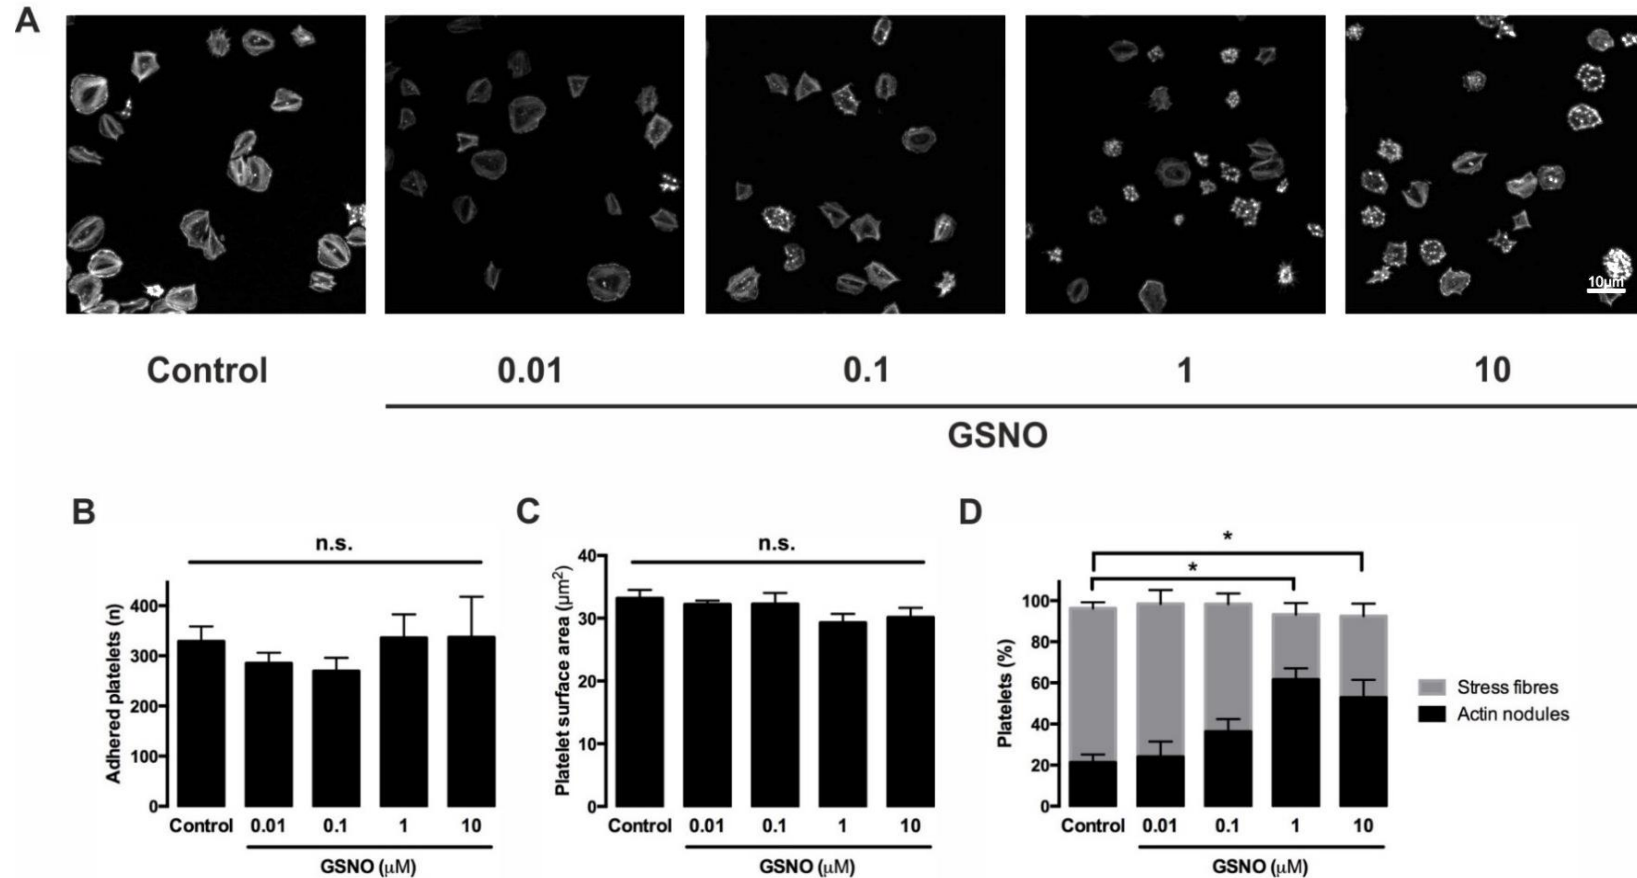 A
10μm
Control
0.01
0.1
1
10
GSNO
B
n.s.
Adhered platelets (n)
400
300
200
100
0
Control
0.01
0.1
1
10
GSNO (μM)
C
n.s.
Platelet surface area (μm²)
40
30
20
10
0
Control
0.01
0.1
1
10
GSNO (μM)
D
*
*
Platelets (%)
100
80
60
40
20
0
Control
0.01
0.1
1
10
GSNO (μM)
Stress fibres
Actin nodules